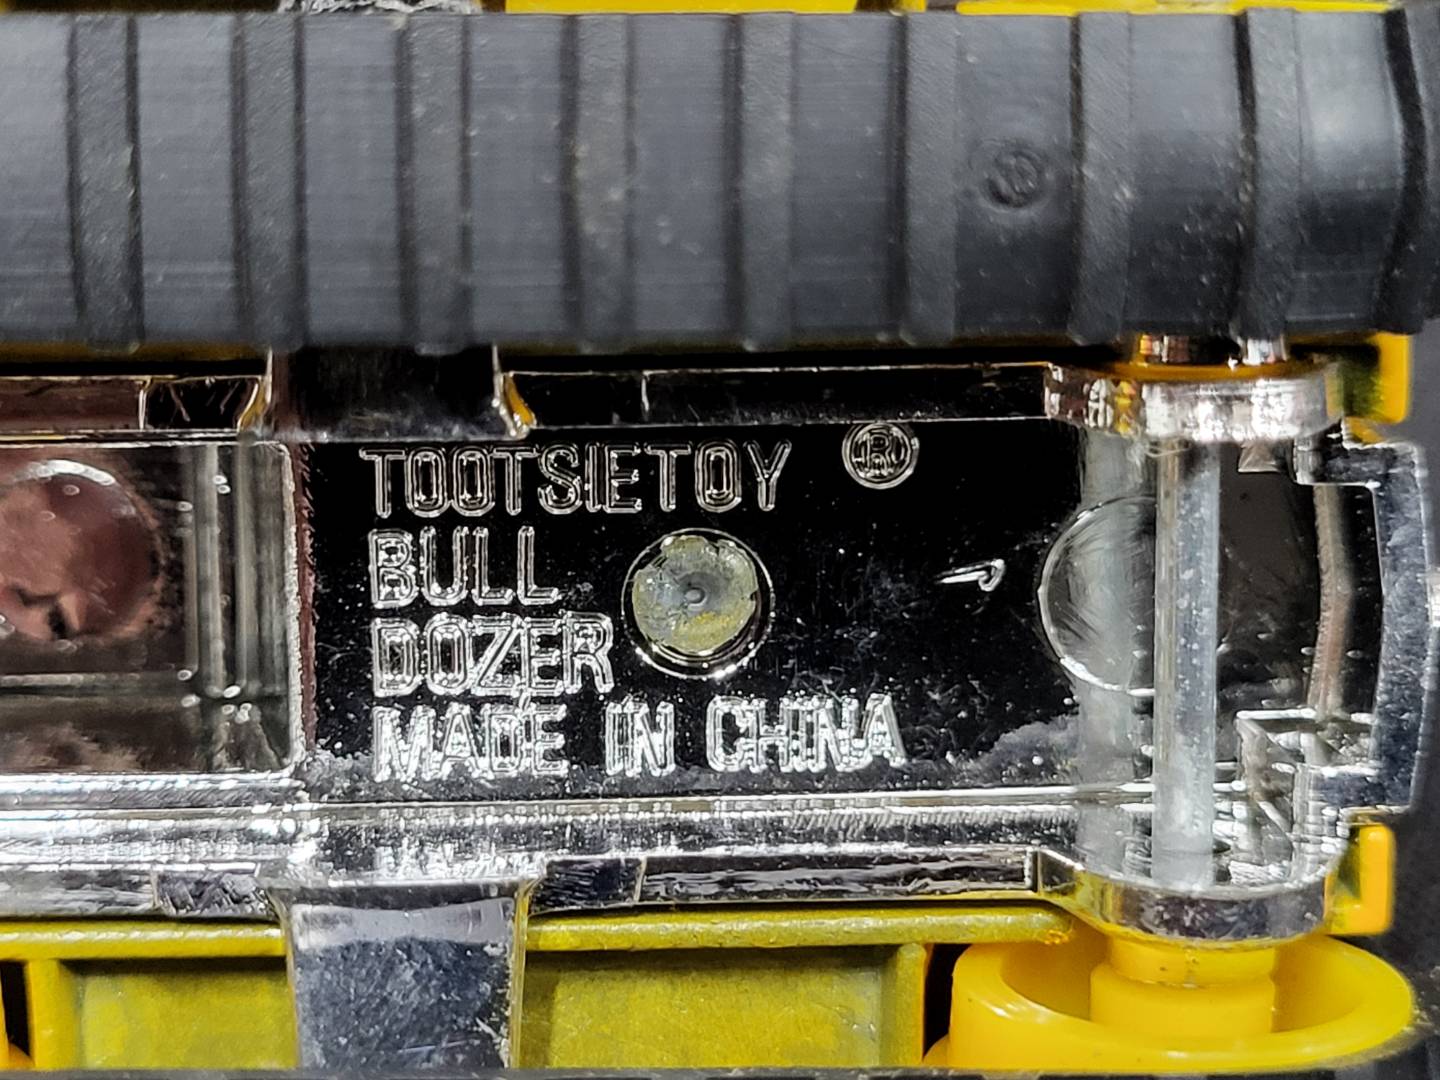 TOOTSIETOY ®
BULL
DOZER
MADE IN CHINA